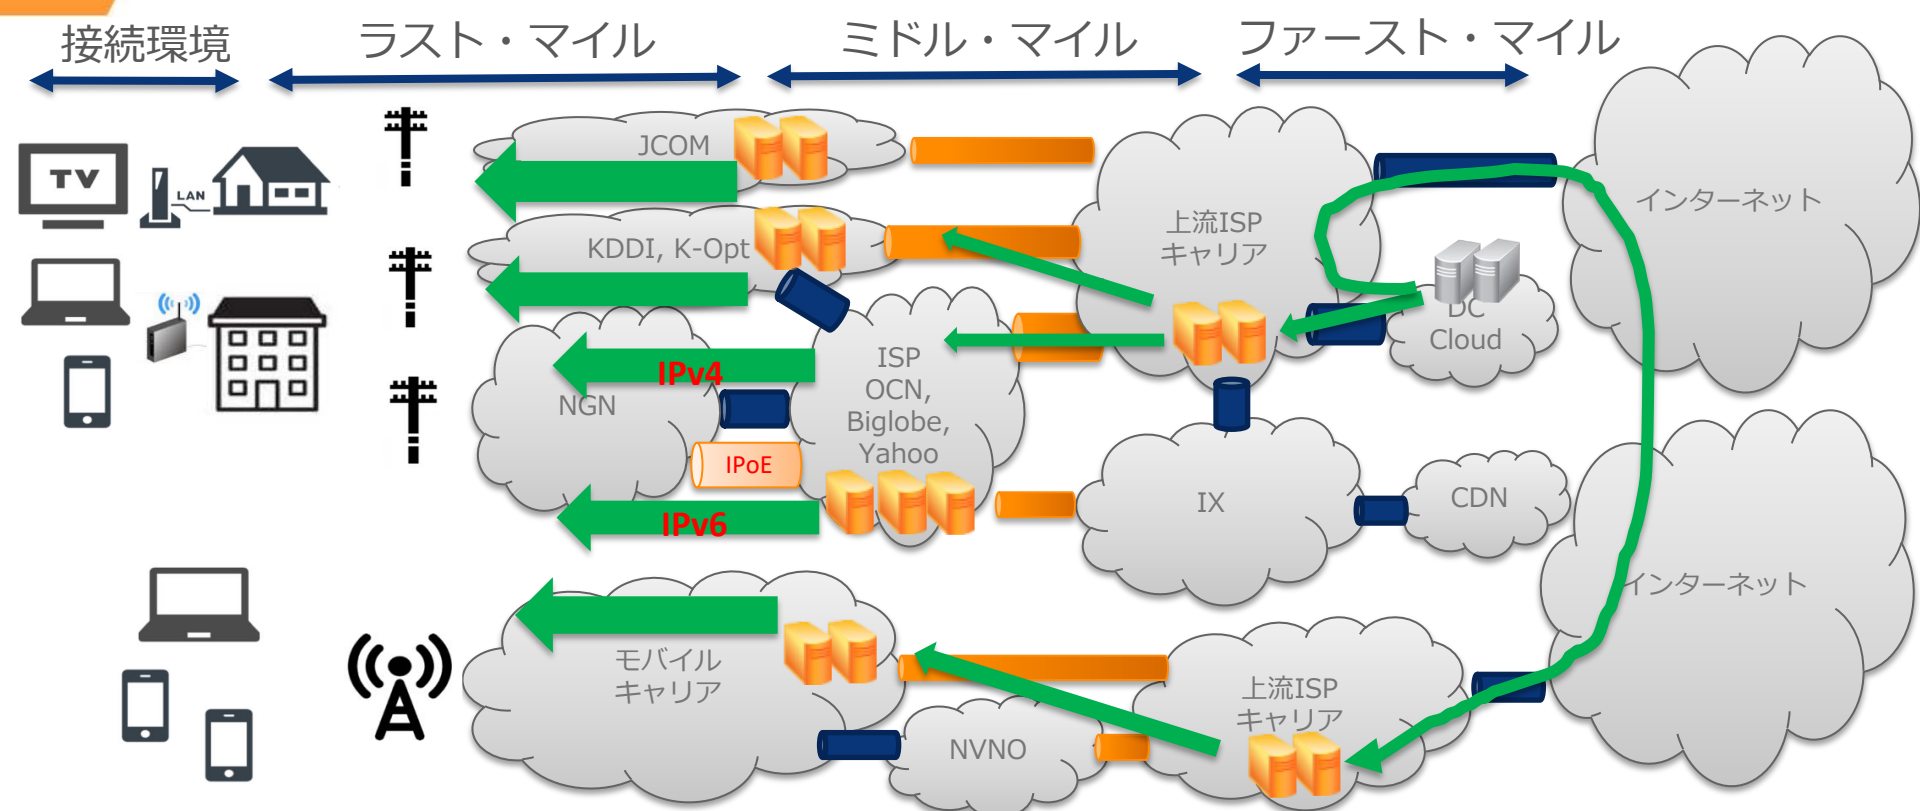 接続環境
ラスト・マイル
ミドル・マイル
ファースト・マイル
JCOM
TV
LAN
インターネット
上流ISP
キャリア
KDDI, K-Opt
DC
Cloud
IPv4
ISP
OCN,
Biglobe,
Yahoo
NGN
IPoE
IPv6
IX
CDN
インターネット
モバイル
キャリア
上流ISP
キャリア
NVNO